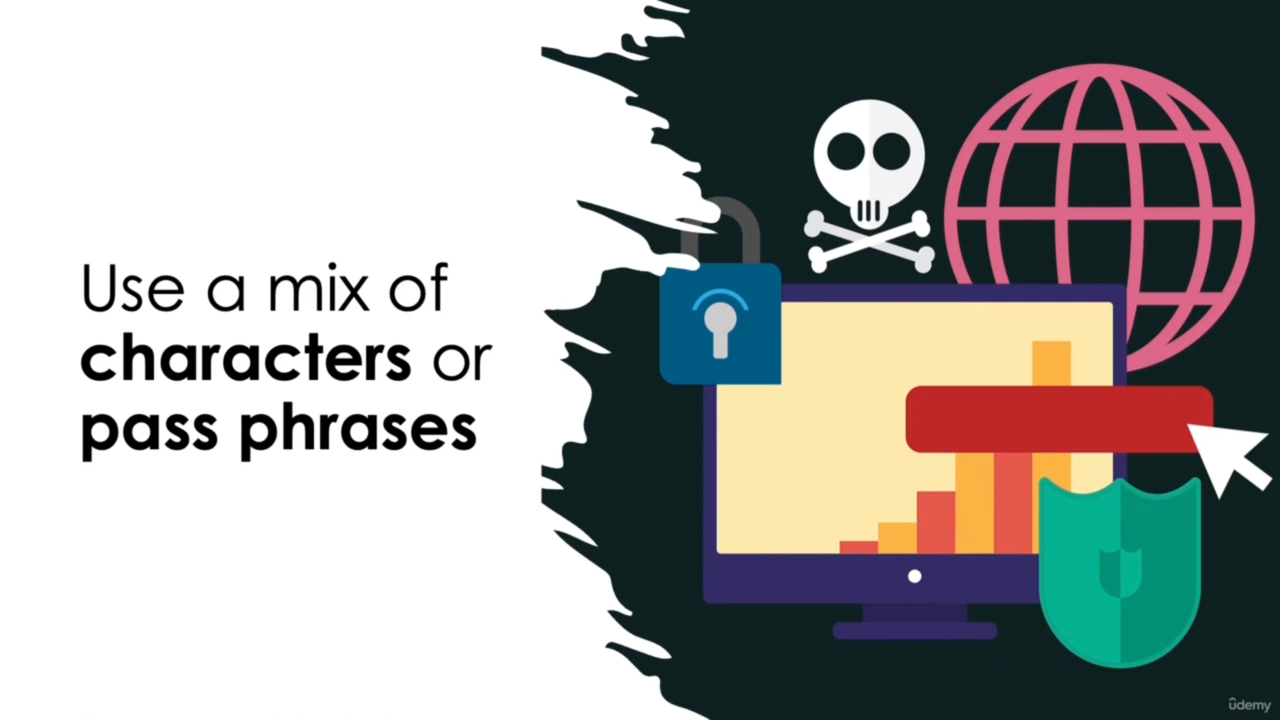 Use a mix of
characters or
pass phrases
ûdemy